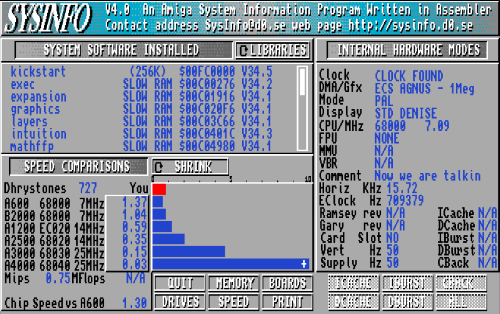 SYSINFO
V4.0 An Amiga System Information Program Written in Assembler
Contact address SysInfo@d0.se web page http://sysinfo.d0.se
SYSTEM SOFTWARE INSTALLED
LIBRARIES
INTERNAL HARDWARE MODES
kickstart (256K) $00FC0000 V34.5
exec SLOW RAM $00C00276 V34.2
expansion SLOW RAM $00C01916 V34.1
graphics SLOW RAM $00C020F6 V34.1
layers SLOW RAM $00C03C66 V34.1
intuition SLOW RAM $00C0401C V34.3
mathffp SLOW RAM $00C04980 V34.1
Clock CLOCK FOUND
DMA/Gfx ECS AGNUS - 1Meg
Mode PAL
Display STD DENISE
CPU/MHz 68000 7.09
FPU NONE
MMU N/A
VBR N/A
Comment Now we are talkin
Horiz KHz 15.72
EClock Hz 709379
Ramsey rev N/A ICache N/A
Gary rev N/A DCache N/A
Card Slot NO IBurst N/A
Vert Hz 50 DBurst N/A
Supply Hz 50 CBack N/A
SPEED COMPARISONS
SHRINK
Dhrystones 727 You
A600 68000 7MHz 1.37
B2000 68000 7MHz 1.04
A1200 EC020 14MHz 0.59
A2500 68020 14MHz 0.35
A3000 68030 25MHz 0.15
A4000 68040 25MHz 0.03
Mips 0.75 MFlops N/A
Chip Speed vs A600 1.30
QUIT MEMORY BOARDS
DRIVES SPEED PRINT
ICACHE IBURST CBACK
DCACHE DBURST ALL